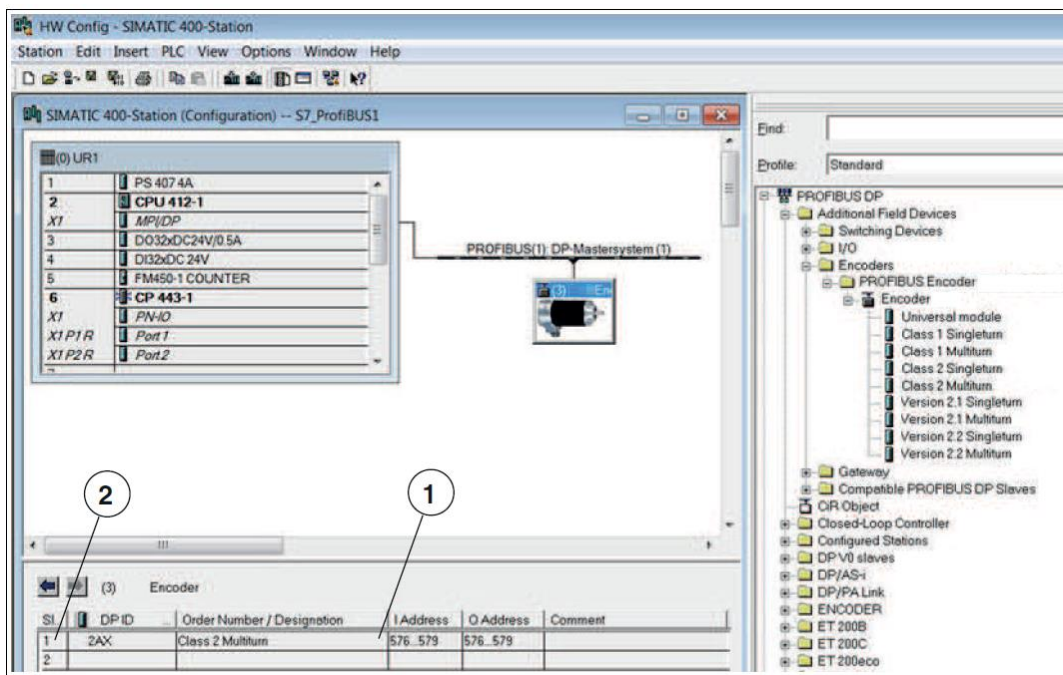 HW Config - SIMATIC 400-Station
Station Edit Insert PLC View Options Window Help
SIMATIC 400-Station (Configuration) -- S7_ProfiBUS1
(0) UR1
1 PS 407 4A
2 CPU 412-1
X1 MPI/DP
3 DO32xDC24V/0.5A
4 DI32xDC 24V
5 FM450-1 COUNTER
6 CP 443-1
X1 PN-IO
X1 P1 R Port 1
X1 P2 R Port 2
PROFIBUS(1): DP-Mastersystem (1)
(3) En
2
1
(3) Encoder
Sl. DP ID ... Order Number / Designation I Address O Address Comment
1 2AX Class 2 Multiturn 576...579 576...579
2
Find:
Profile: Standard
PROFIBUS DP
Additional Field Devices
Switching Devices
I/O
Encoders
PROFIBUS Encoder
Encoder
Universal module
Class 1 Singleturn
Class 1 Multiturn
Class 2 Singleturn
Class 2 Multiturn
Version 2.1 Singleturn
Version 2.1 Multiturn
Version 2.2 Singleturn
Version 2.2 Multiturn
Gateway
Compatible PROFIBUS DP Slaves
CiR Object
Closed-Loop Controller
Configured Stations
DP V0 slaves
DP/AS-i
DP/PA Link
ENCODER
ET 200B
ET 200C
ET 200eco